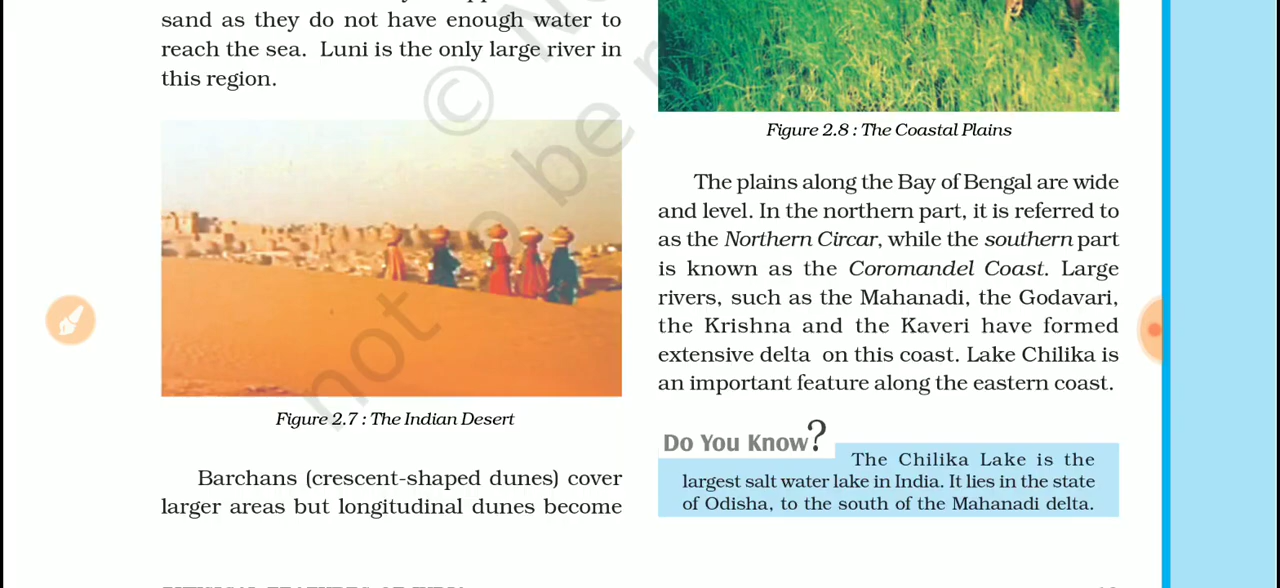 sand as they do not have enough water to
reach the sea. Luni is the only large river in
this region.
Figure 2.7 : The Indian Desert
Barchans (crescent-shaped dunes) cover
larger areas but longitudinal dunes become
Figure 2.8 : The Coastal Plains
The plains along the Bay of Bengal are wide
and level. In the northern part, it is referred to
as the Northern Circar, while the southern part
is known as the Coromandel Coast. Large
rivers, such as the Mahanadi, the Godavari,
the Krishna and the Kaveri have formed
extensive delta on this coast. Lake Chilika is
an important feature along the eastern coast.
Do You Know?
The Chilika Lake is the
largest salt water lake in India. It lies in the state
of Odisha, to the south of the Mahanadi delta.
© N
not to be r